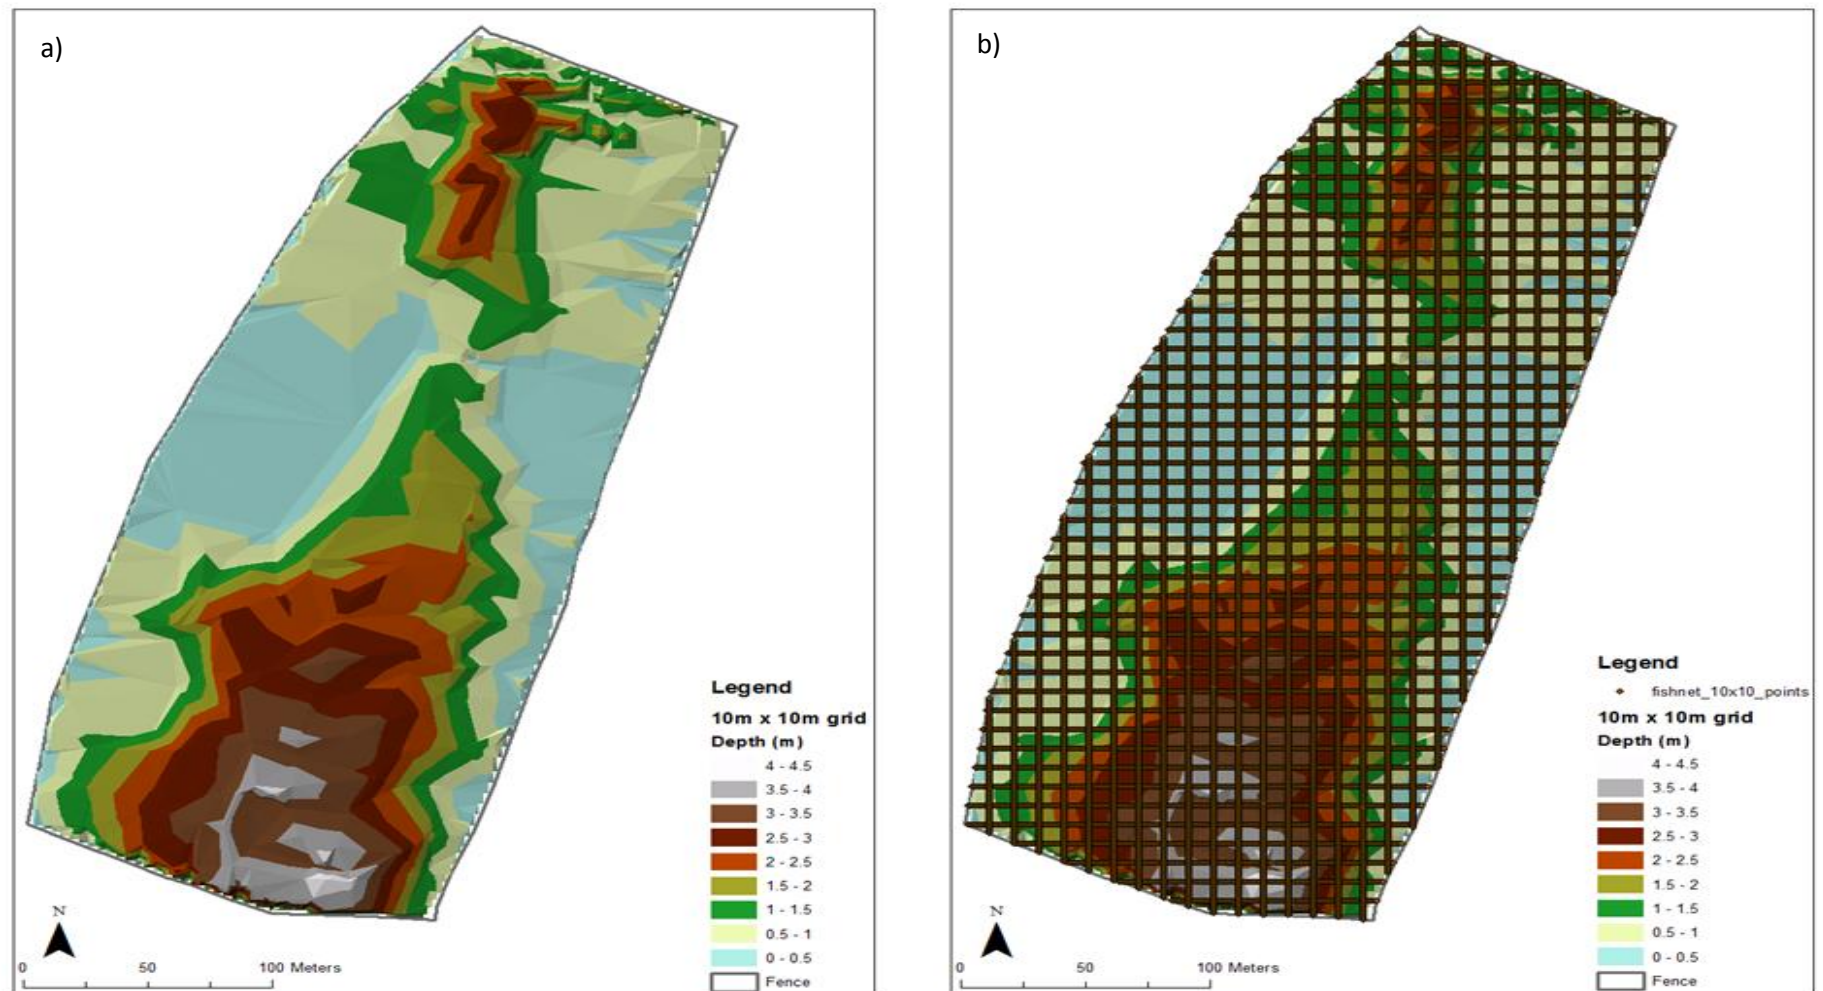 a)
Legend
10m x 10m grid
Depth (m)
4 - 4.5
3.5 - 4
3 - 3.5
2.5 - 3
2 - 2.5
1.5 - 2
1 - 1.5
0.5 - 1
0 - 0.5
Fence
N
0 50 100 Meters
b)
Legend
fishnet_10x10_points
10m x 10m grid
Depth (m)
4 - 4.5
3.5 - 4
3 - 3.5
2.5 - 3
2 - 2.5
1.5 - 2
1 - 1.5
0.5 - 1
0 - 0.5
Fence
N
0 50 100 Meters